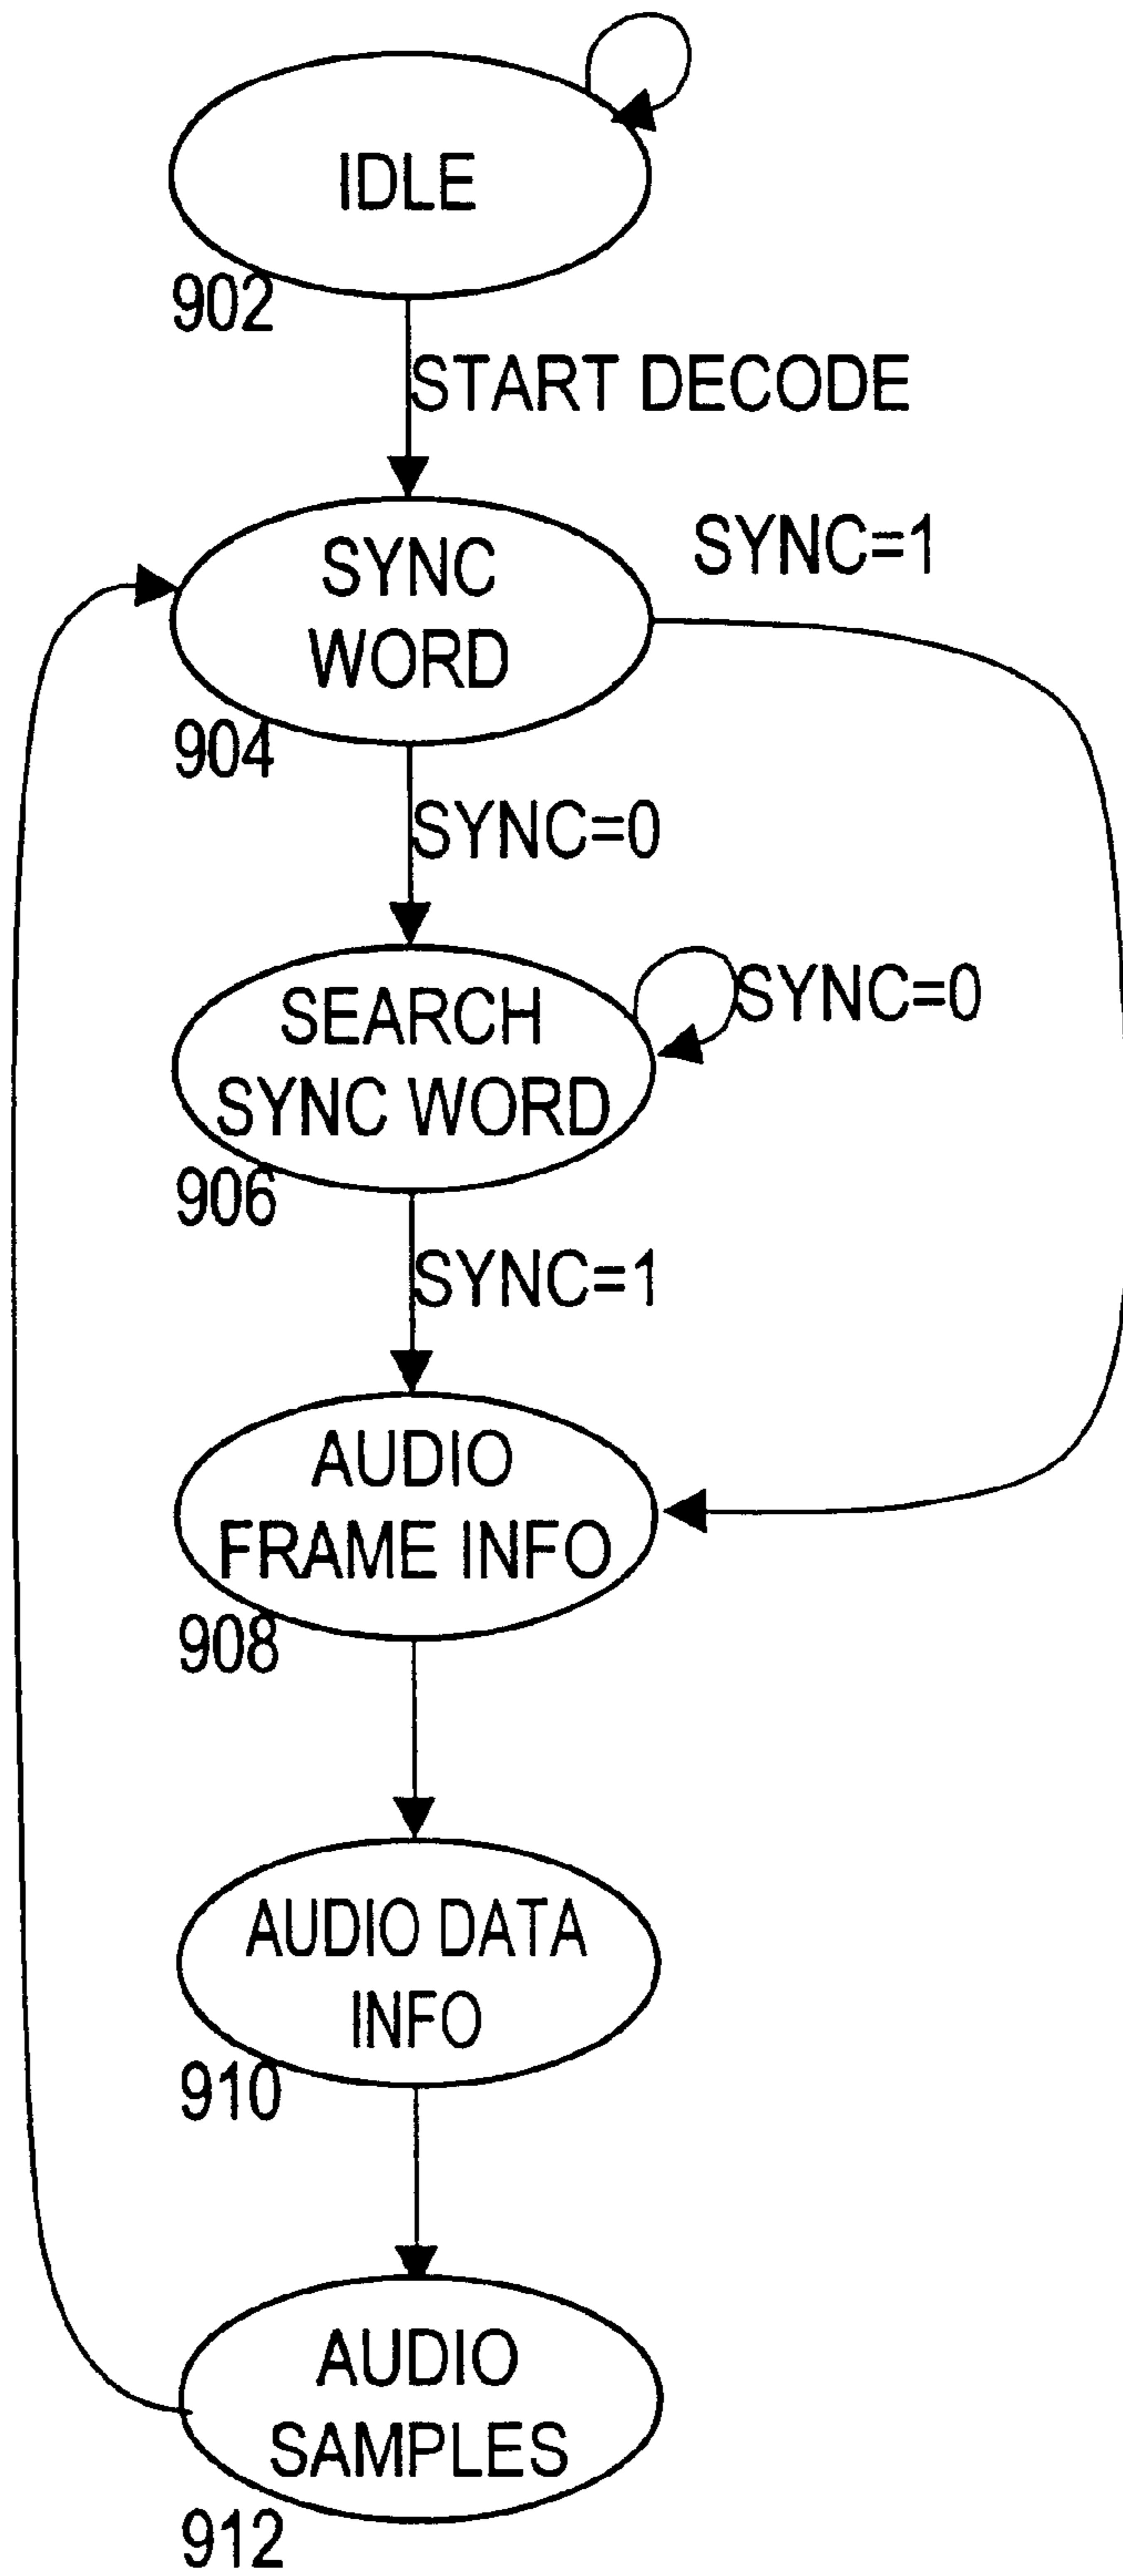 IDLE
902
START DECODE
SYNC
WORD
SYNC=1
904
SYNC=0
SEARCH
SYNC WORD
SYNC=0
906
SYNC=1
AUDIO
FRAME INFO
908
AUDIO DATA
INFO
910
AUDIO
SAMPLES
912